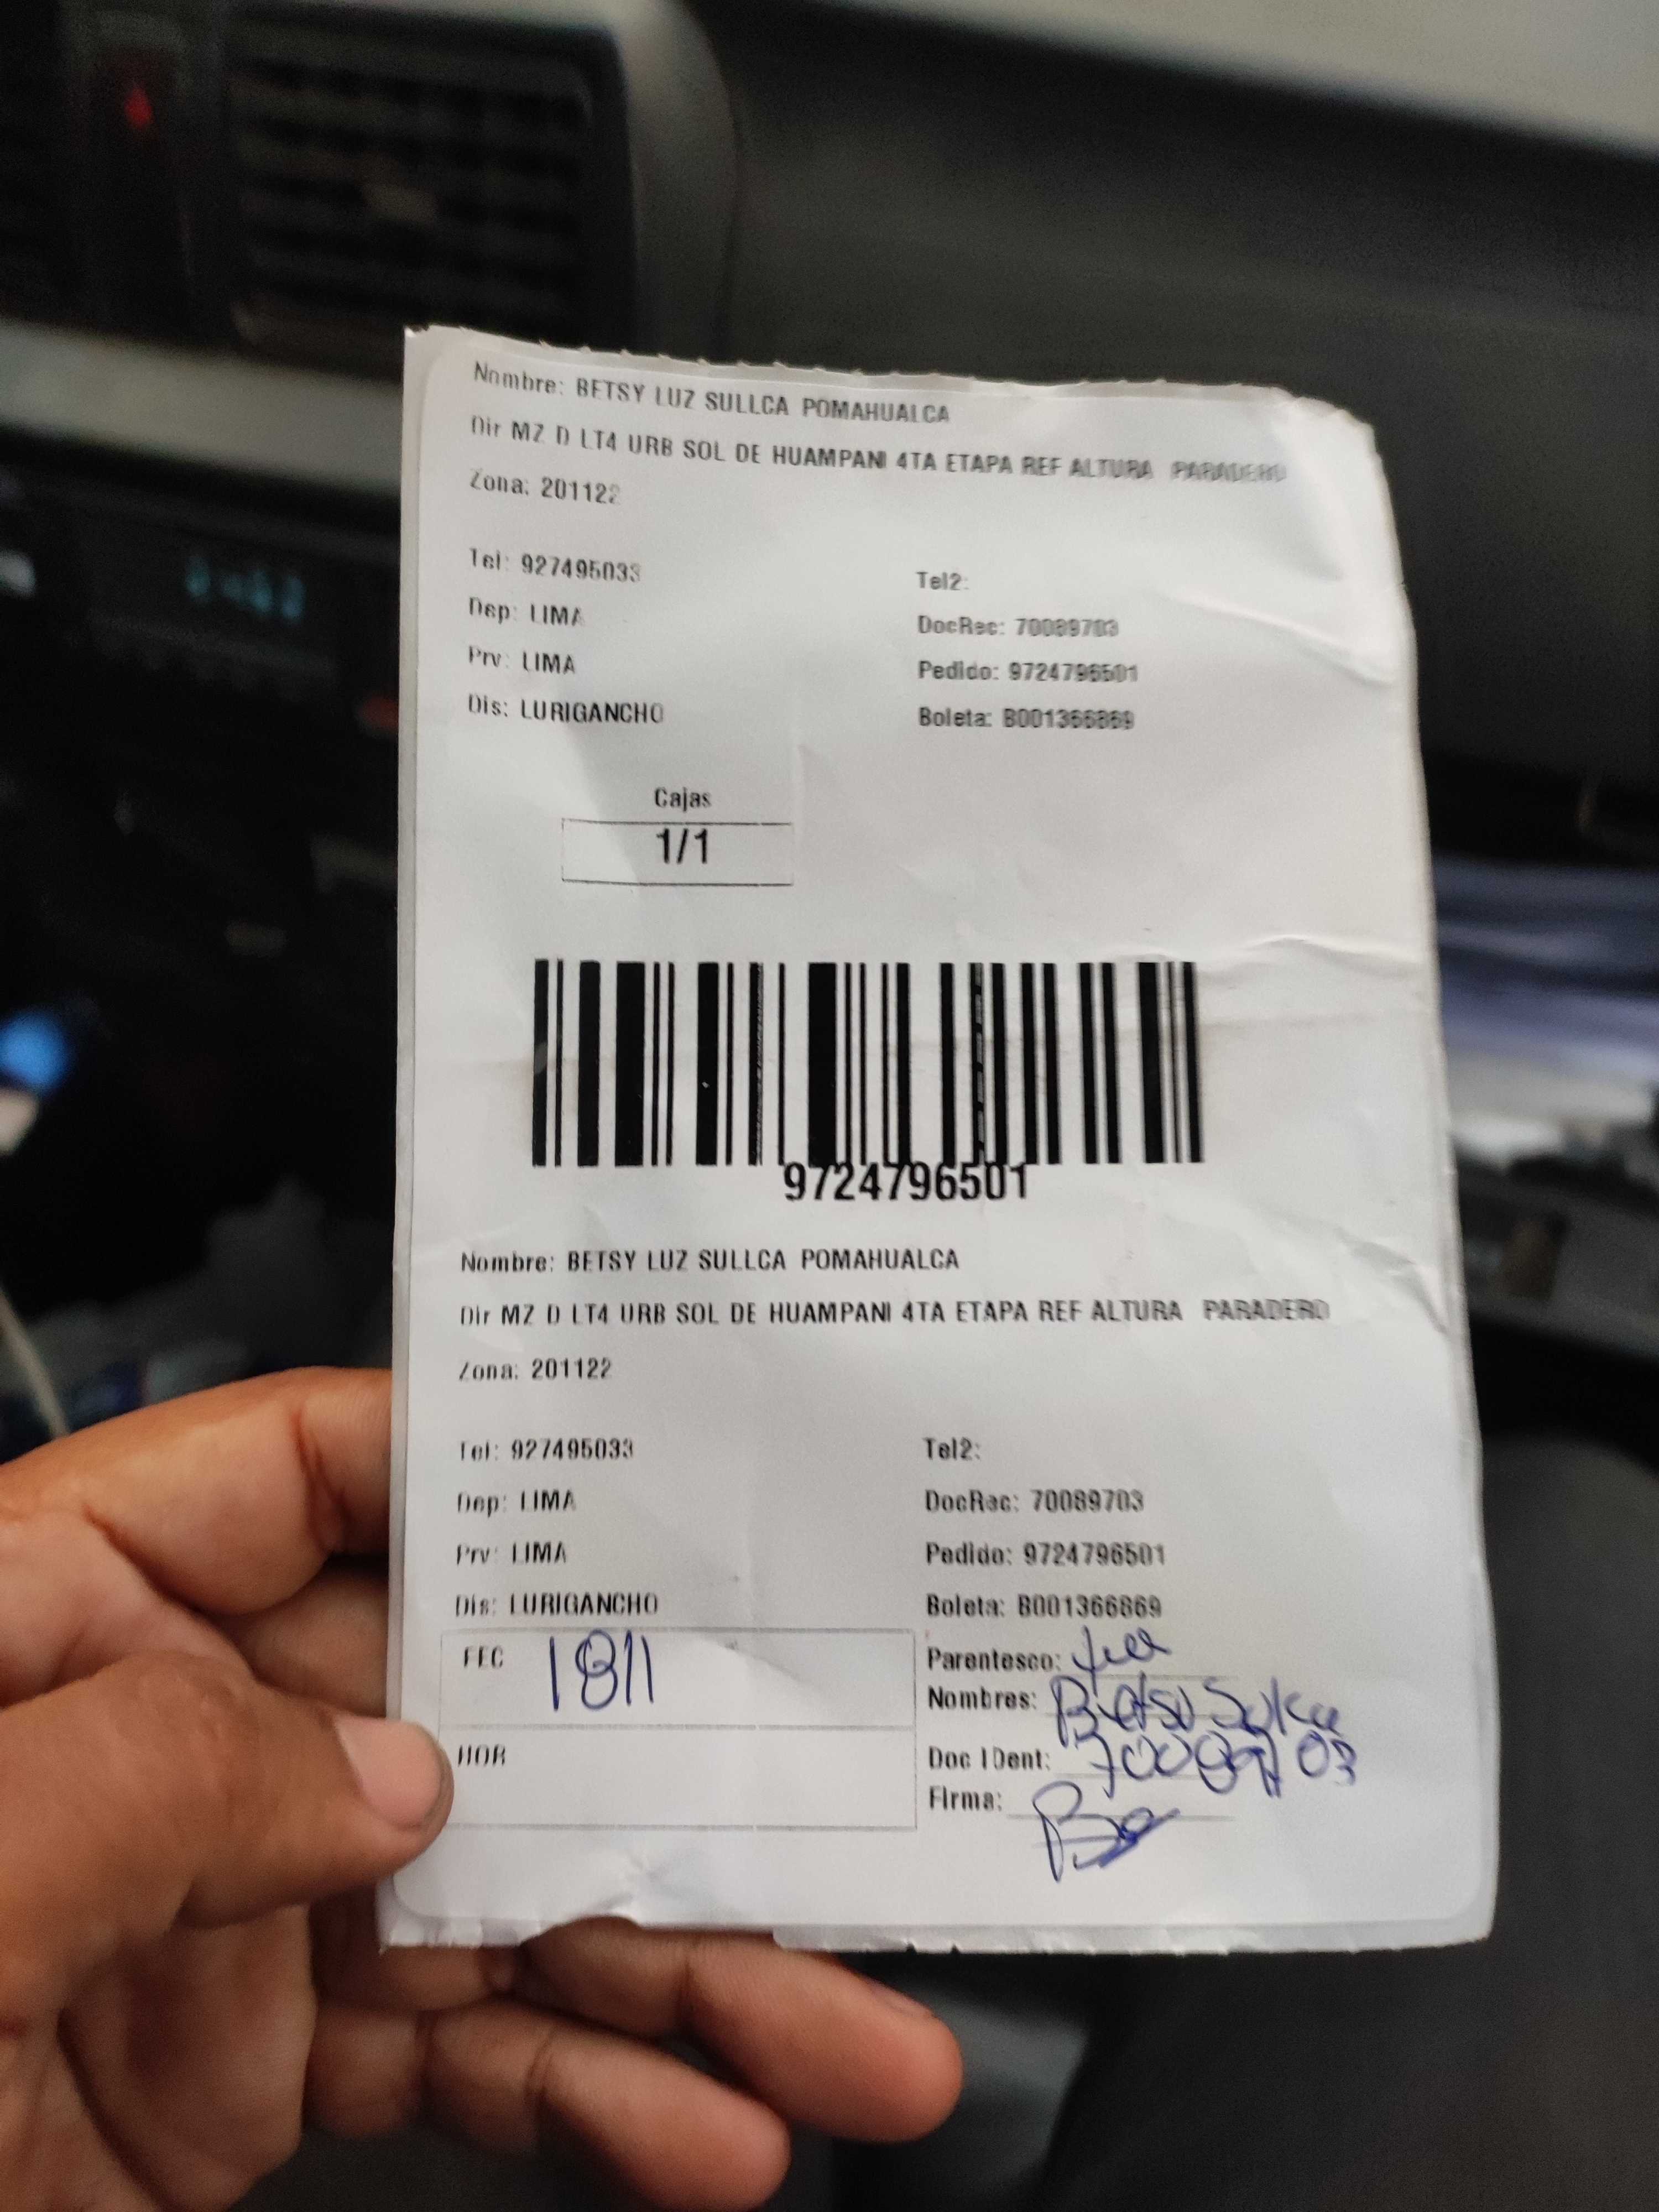 Nombre: BETSY LUZ SULLCA POMAHUALCA
Dir MZ D LT4 URB SOL DE HUAMPANI 4TA ETAPA REF ALTURA PARADERO
Zona: 201122
Tel: 927495033
Tel2:
Dep: LIMA
DocRec: 70089703
Prv: LIMA
Pedido: 9724796501
Dis: LURIGANCHO
Boleta: B001366869
Cajas
1/1
9724796501
Nombre: BETSY LUZ SULLCA POMAHUALCA
Dir MZ D LT4 URB SOL DE HUAMPANI 4TA ETAPA REF ALTURA PARADERO
Zona: 201122
Tel: 927495033
Tel2:
Dep: LIMA
DocRec: 70089703
Prv: LIMA
Pedido: 9724796501
Dis: LURIGANCHO
Boleta: B001366869
FEC 1811
Parentesco:
Nombres:
HOR
Doc IDent: 70089703
Firma: